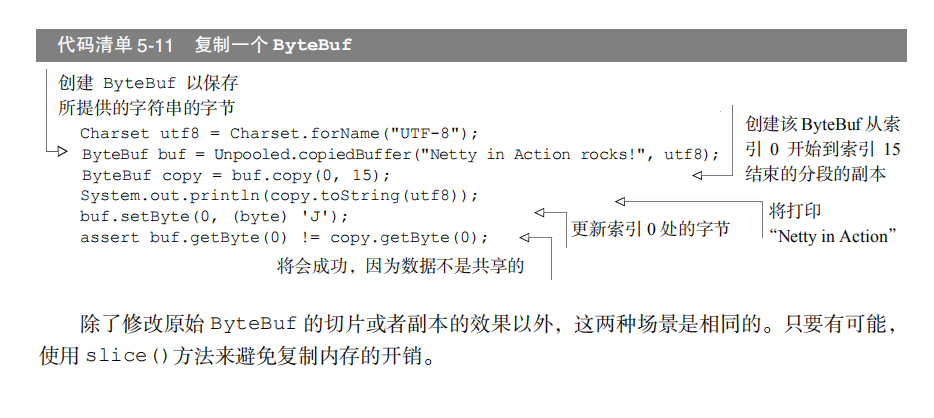 代码清单 5-11 复制一个 ByteBuf
创建 ByteBuf 以保存
所提供的字符串的字节
Charset utf8 = Charset.forName("UTF-8");
ByteBuf buf = Unpooled.copiedBuffer("Netty in Action rocks!", utf8);
ByteBuf copy = buf.copy(0, 15);
System.out.println(copy.toString(utf8));
buf.setByte(0, (byte) 'J');
assert buf.getByte(0) != copy.getByte(0);
创建该ByteBuf从索
引 0 开始到索引 15
结束的分段的副本
将打印
“Netty in Action”
更新索引0处的字节
将会成功，因为数据不是共享的
除了修改原始 ByteBuf 的切片或者副本的效果以外，这两种场景是相同的。只要有可能，
使用 slice()方法来避免复制内存的开销。